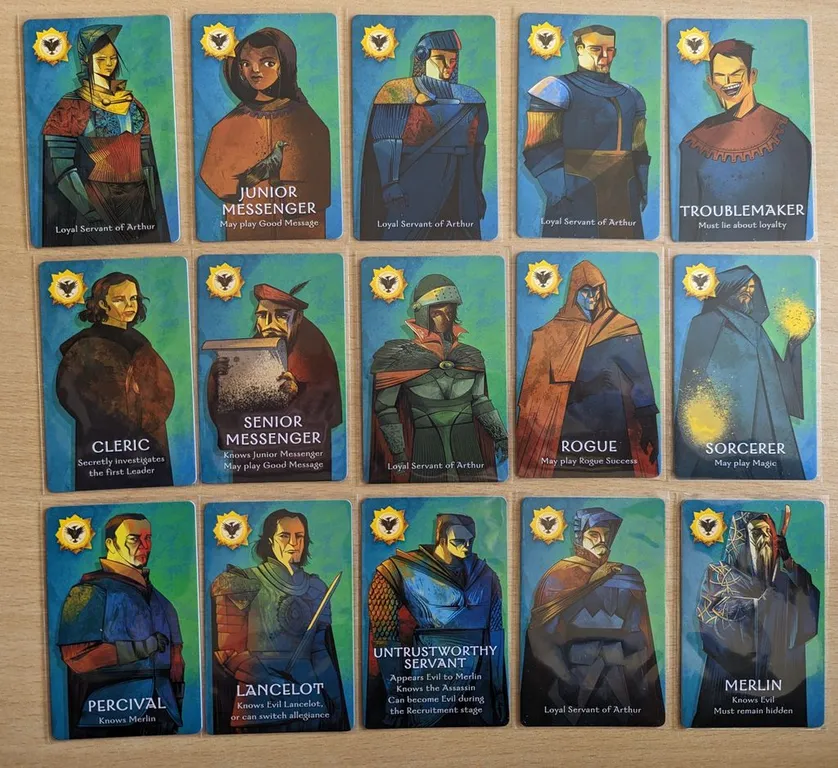 Loyal Servant of Arthur
JUNIOR
MESSENGER
May play Good Message
Loyal Servant of Arthur
Loyal Servant of Arthur
TROUBLEMAKER
Must lie about loyalty
CLERIC
Secretly investigates
the first Leader
SENIOR
MESSENGER
Knows Junior Messenger
May play Good Message
Loyal Servant of Arthur
ROGUE
May play Rogue Success
SORCERER
May play Magic
PERCIVAL
Knows Merlin
LANCELOT
Knows Evil Lancelot,
or can switch allegiance
UNTRUSTWORTHY
SERVANT
Appears Evil to Merlin
Knows the Assassin
Can become Evil during
the Recruitment stage
Loyal Servant of Arthur
MERLIN
Knows Evil
Must remain hidden